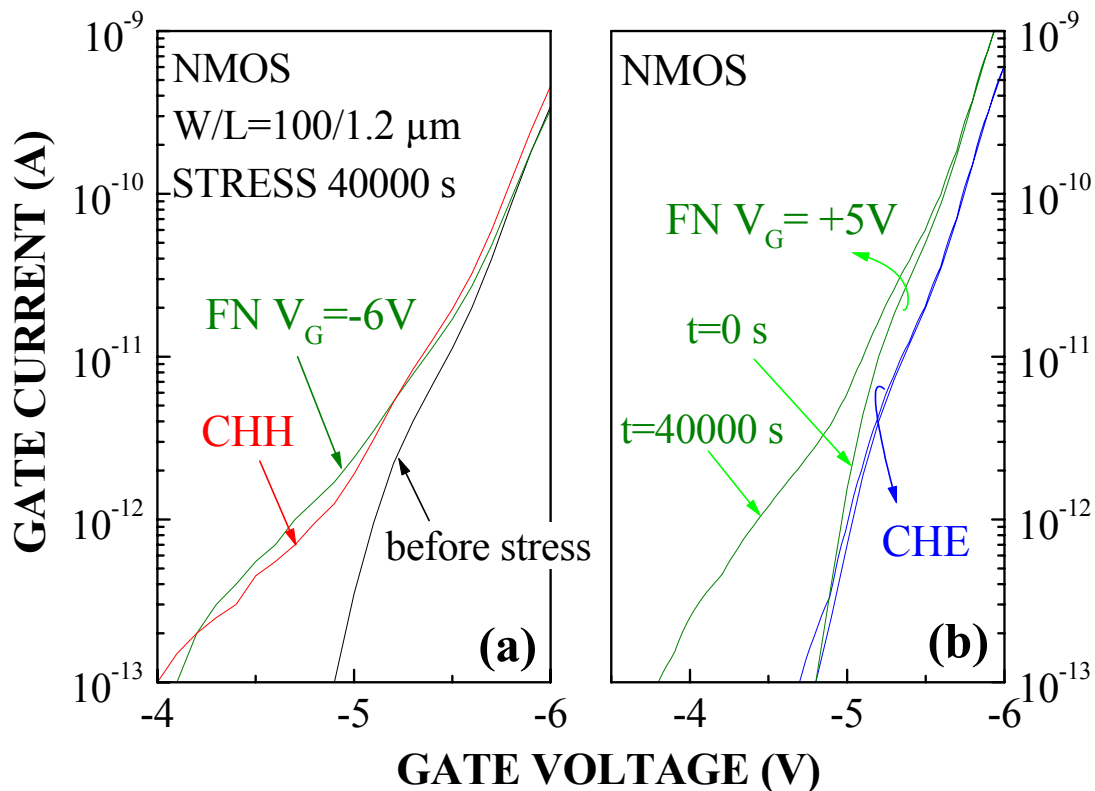 GATE CURRENT (A)
10^-9
10^-10
10^-11
10^-12
10^-13
NMOS
W/L=100/1.2 µm
STRESS 40000 s
FN V_G=-6V
CHH
before stress
(a)
-4
-5
-6
NMOS
FN V_G= +5V
t=0 s
t=40000 s
CHE
(b)
10^-9
10^-10
10^-11
10^-12
10^-13
-4
-5
-6
GATE VOLTAGE (V)